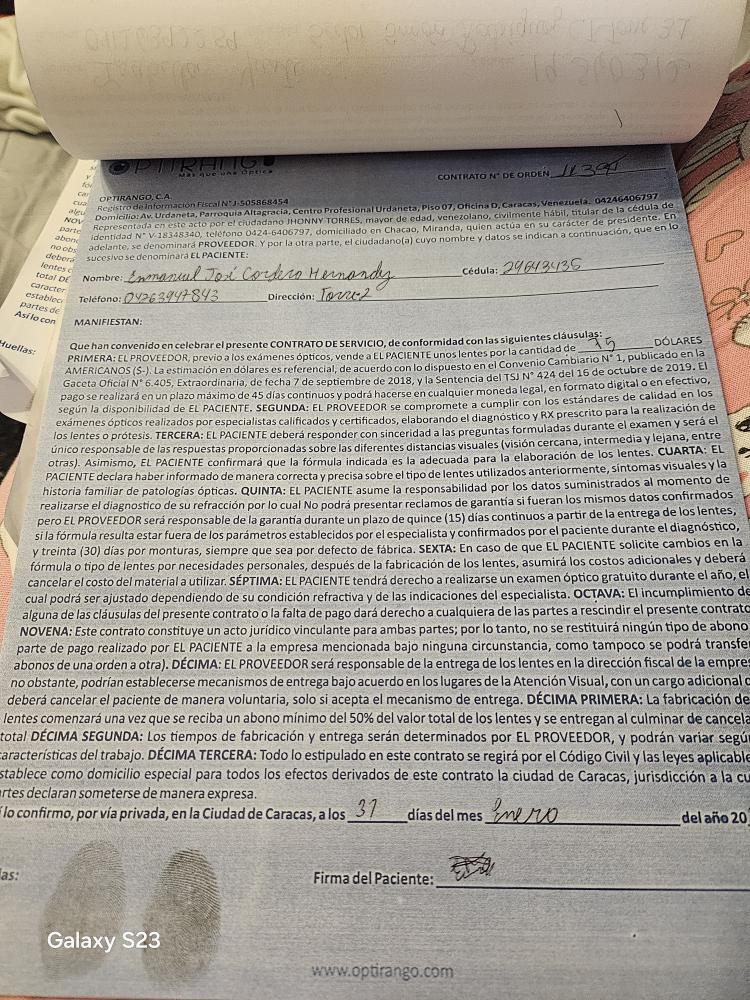 OPTIRANGO
Más que una Óptica
CONTRATO N° DE ORDEN
OPTIRANGO, C.A.
Registro de Información Fiscal N° J-505868454
Domicilio: Av. Urdaneta, Parroquia Altagracia, Centro Profesional Urdaneta, Piso 07, Oficina D, Caracas, Venezuela. 04246406797
Representada en este acto por el ciudadano JHONNY TORRES, mayor de edad, venezolano, civilmente hábil, titular de la cédula de
identidad N° V-18348340, teléfono 0424-6406797, domiciliado en Chacao, Miranda, quien actúa en su carácter de presidente. En
adelante, se denominará PROVEEDOR. Y por la otra parte, el ciudadano(a) cuyo nombre y datos se indican a continuación, que en lo
sucesivo se denominará EL PACIENTE:
Nombre: Enmanuel José Cordero Hernandz Cédula: 29643435
Teléfono: 04263947843 Dirección: Torre 2
MANIFIESTAN:
Que han convenido en celebrar el presente CONTRATO DE SERVICIO, de conformidad con las siguientes cláusulas:
PRIMERA: EL PROVEEDOR, previo a los exámenes ópticos, vende a EL PACIENTE unos lentes por la cantidad de DÓLARES
AMERICANOS ($-). La estimación en dólares es referencial, de acuerdo con lo dispuesto en el Convenio Cambiario N° 1, publicado en la
Gaceta Oficial N° 6.405, Extraordinaria, de fecha 7 de septiembre de 2018, y la Sentencia del TSJ N° 424 del 16 de octubre de 2019. El
pago se realizará en un plazo máximo de 45 días continuos y podrá hacerse en cualquier moneda legal, en formato digital o en efectivo,
según la disponibilidad de EL PACIENTE. SEGUNDA: EL PROVEEDOR se compromete a cumplir con los estándares de calidad en los
exámenes ópticos realizados por especialistas calificados y certificados, elaborando el diagnóstico y RX prescrito para la realización de
los lentes o prótesis. TERCERA: EL PACIENTE deberá responder con sinceridad a las preguntas formuladas durante el examen y será el
único responsable de las respuestas proporcionadas sobre las diferentes distancias visuales (visión cercana, intermedia y lejana, entre
otras). Asimismo, EL PACIENTE confirmará que la fórmula indicada es la adecuada para la elaboración de los lentes. CUARTA: EL
PACIENTE declara haber informado de manera correcta y precisa sobre el tipo de lentes utilizados anteriormente, síntomas visuales y la
historia familiar de patologías ópticas. QUINTA: EL PACIENTE asume la responsabilidad por los datos suministrados al momento de
realizarse el diagnostico de su refracción por lo cual No podrá presentar reclamos de garantía si fueran los mismos datos confirmados
pero EL PROVEEDOR será responsable de la garantía durante un plazo de quince (15) días continuos a partir de la entrega de los lentes,
si la fórmula resulta estar fuera de los parámetros establecidos por el especialista y confirmados por el paciente durante el diagnóstico,
y treinta (30) días por monturas, siempre que sea por defecto de fábrica. SEXTA: En caso de que EL PACIENTE solicite cambios en la
fórmula o tipo de lentes por necesidades personales, después de la fabricación de los lentes, asumirá los costos adicionales y deberá
cancelar el costo del material a utilizar. SÉPTIMA: EL PACIENTE tendrá derecho a realizarse un examen óptico gratuito durante el año, el
cual podrá ser ajustado dependiendo de su condición refractiva y de las indicaciones del especialista. OCTAVA: El incumplimiento de
alguna de las cláusulas del presente contrato o la falta de pago dará derecho a cualquiera de las partes a rescindir el presente contrato
NOVENA: Este contrato constituye un acto jurídico vinculante para ambas partes; por lo tanto, no se restituirá ningún tipo de abono
parte de pago realizado por EL PACIENTE a la empresa mencionada bajo ninguna circunstancia, como tampoco se podrá transfe
abonos de una orden a otra). DÉCIMA: EL PROVEEDOR será responsable de la entrega de los lentes en la dirección fiscal de la empre
no obstante, podrían establecerse mecanismos de entrega bajo acuerdo en los lugares de la Atención Visual, con un cargo adicional
deberá cancelar el paciente de manera voluntaria, solo si acepta el mecanismo de entrega. DÉCIMA PRIMERA: La fabricación de
lentes comenzará una vez que se reciba un abono mínimo del 50% del valor total de los lentes y se entregan al culminar de cancela
total DÉCIMA SEGUNDA: Los tiempos de fabricación y entrega serán determinados por EL PROVEEDOR, y podrán variar segú
características del trabajo. DÉCIMA TERCERA: Todo lo estipulado en este contrato se regirá por el Código Civil y las leyes aplicable
stablece como domicilio especial para todos los efectos derivados de este contrato la ciudad de Caracas, jurisdicción a la cu
rtes declaran someterse de manera expresa.
í lo confirmo, por vía privada, en la Ciudad de Caracas, a los 31 días del mes Enero del año 20
las:
Firma del Paciente:
www.optirango.com
Galaxy S23